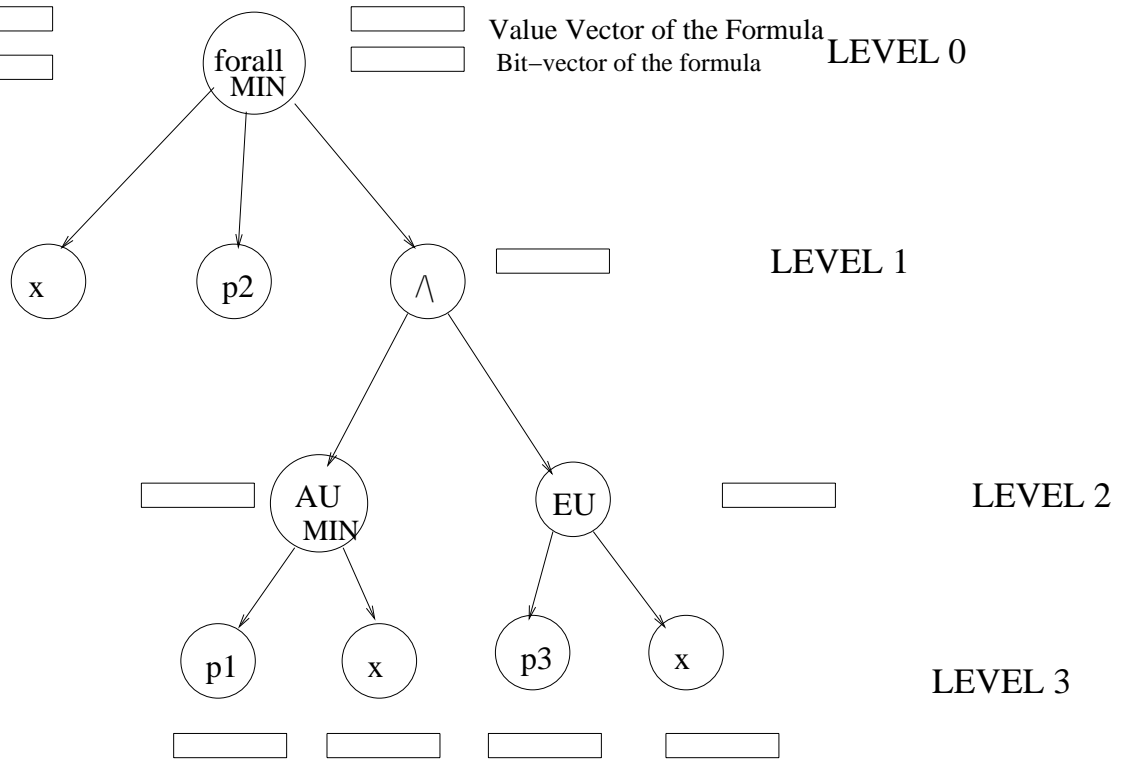 Value Vector of the Formula
LEVEL 0
forall
Bit−vector of the formula
MIN
x
p2
/\
LEVEL 1
AU
MIN
EU
LEVEL 2
p1
x
p3
x
LEVEL 3